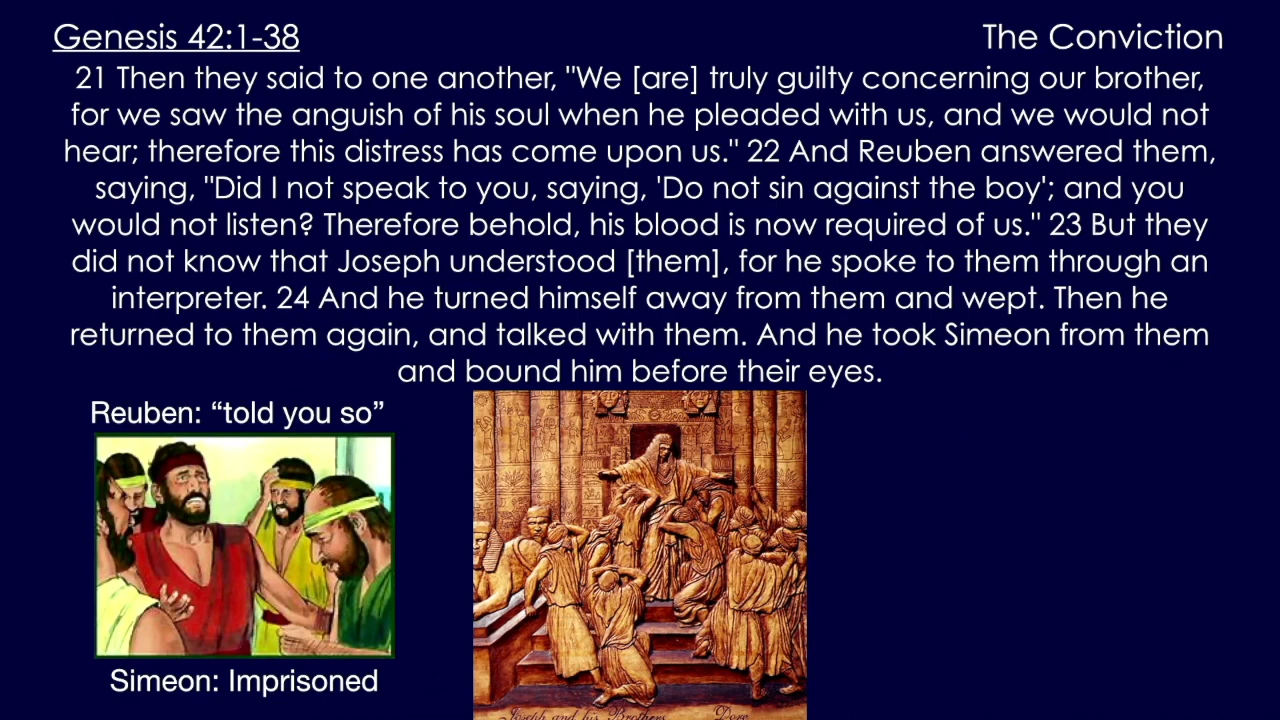 Genesis 42:1-38
The Conviction
21 Then they said to one another, "We [are] truly guilty concerning our brother,
for we saw the anguish of his soul when he pleaded with us, and we would not
hear; therefore this distress has come upon us." 22 And Reuben answered them,
saying, "Did I not speak to you, saying, 'Do not sin against the boy'; and you
would not listen? Therefore behold, his blood is now required of us." 23 But they
did not know that Joseph understood [them], for he spoke to them through an
interpreter. 24 And he turned himself away from them and wept. Then he
returned to them again, and talked with them. And he took Simeon from them
and bound him before their eyes.
Reuben: “told you so”
Simeon: Imprisoned
Joseph and his Brothers Dore